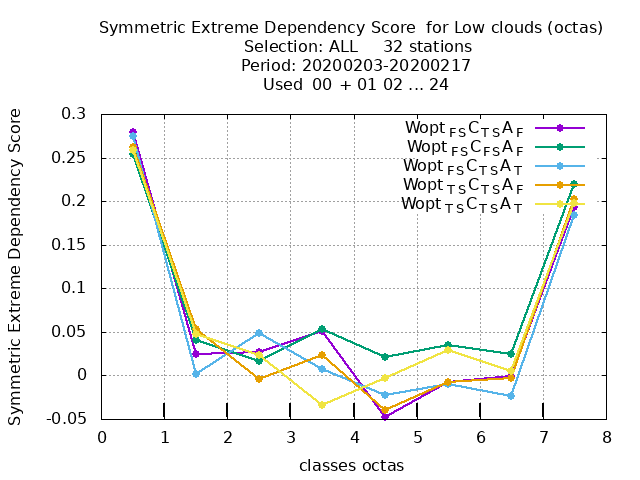 Symmetric Extreme Dependency Score  for Low clouds (octas)
Selection: ALL     32 stations
Period: 20200203-20200217
Used  00 + 01 02 ... 24
Symmetric Extreme Dependency Score
0.3
0.25
0.2
0.15
0.1
0.05
0
-0.05
Wopt FS C TS A F
Wopt FS C FS A F
Wopt FS C TS A T
Wopt TS C TS A F
Wopt TS C TS A T
0 1 2 3 4 5 6 7 8
classes octas